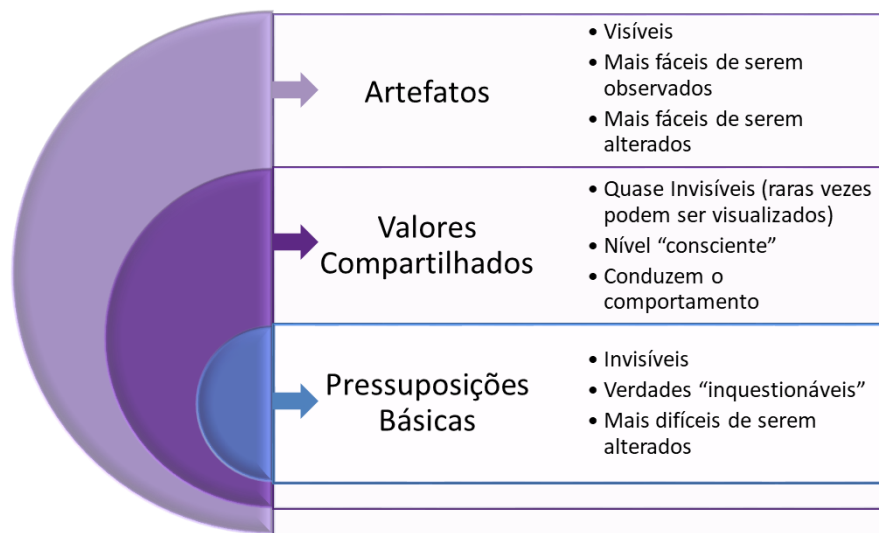 Artefatos
• Visíveis
• Mais fáceis de serem
observados
• Mais fáceis de serem
alterados
Valores
Compartilhados
• Quase Invisíveis (raras vezes
podem ser visualizados)
• Nível “consciente”
• Conduzem o
comportamento
Pressuposições
Básicas
• Invisíveis
• Verdades “inquestionáveis”
• Mais difíceis de serem
alterados